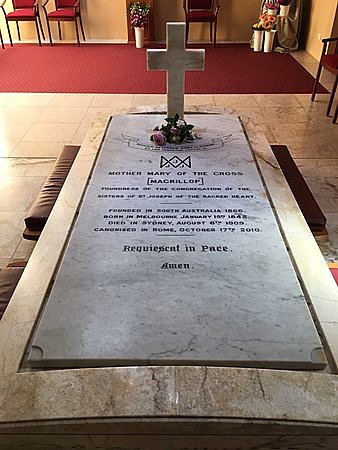 MOTHER MARY OF THE CROSS
[MACKILLOP]
FOUNDRESS OF THE CONGREGATION OF THE
SISTERS OF ST JOSEPH OF THE SACRED HEART.
FOUNDED IN SOUTH AUSTRALIA 1866.
BORN IN MELBOURNE JANUARY 15TH 1842.
DIED IN SYDNEY, AUGUST 8TH 1909.
CANONISED IN ROME, OCTOBER 17TH 2010.
Requiescat in Pace.
Amen.